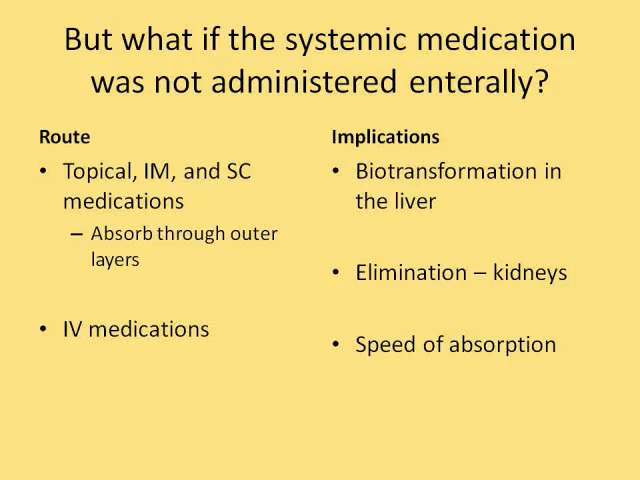 But what if the systemic medication
was not administered enterally?
Route
• Topical, IM, and SC
medications
– Absorb through outer
layers
• IV medications
Implications
• Biotransformation in
the liver
• Elimination – kidneys
• Speed of absorption